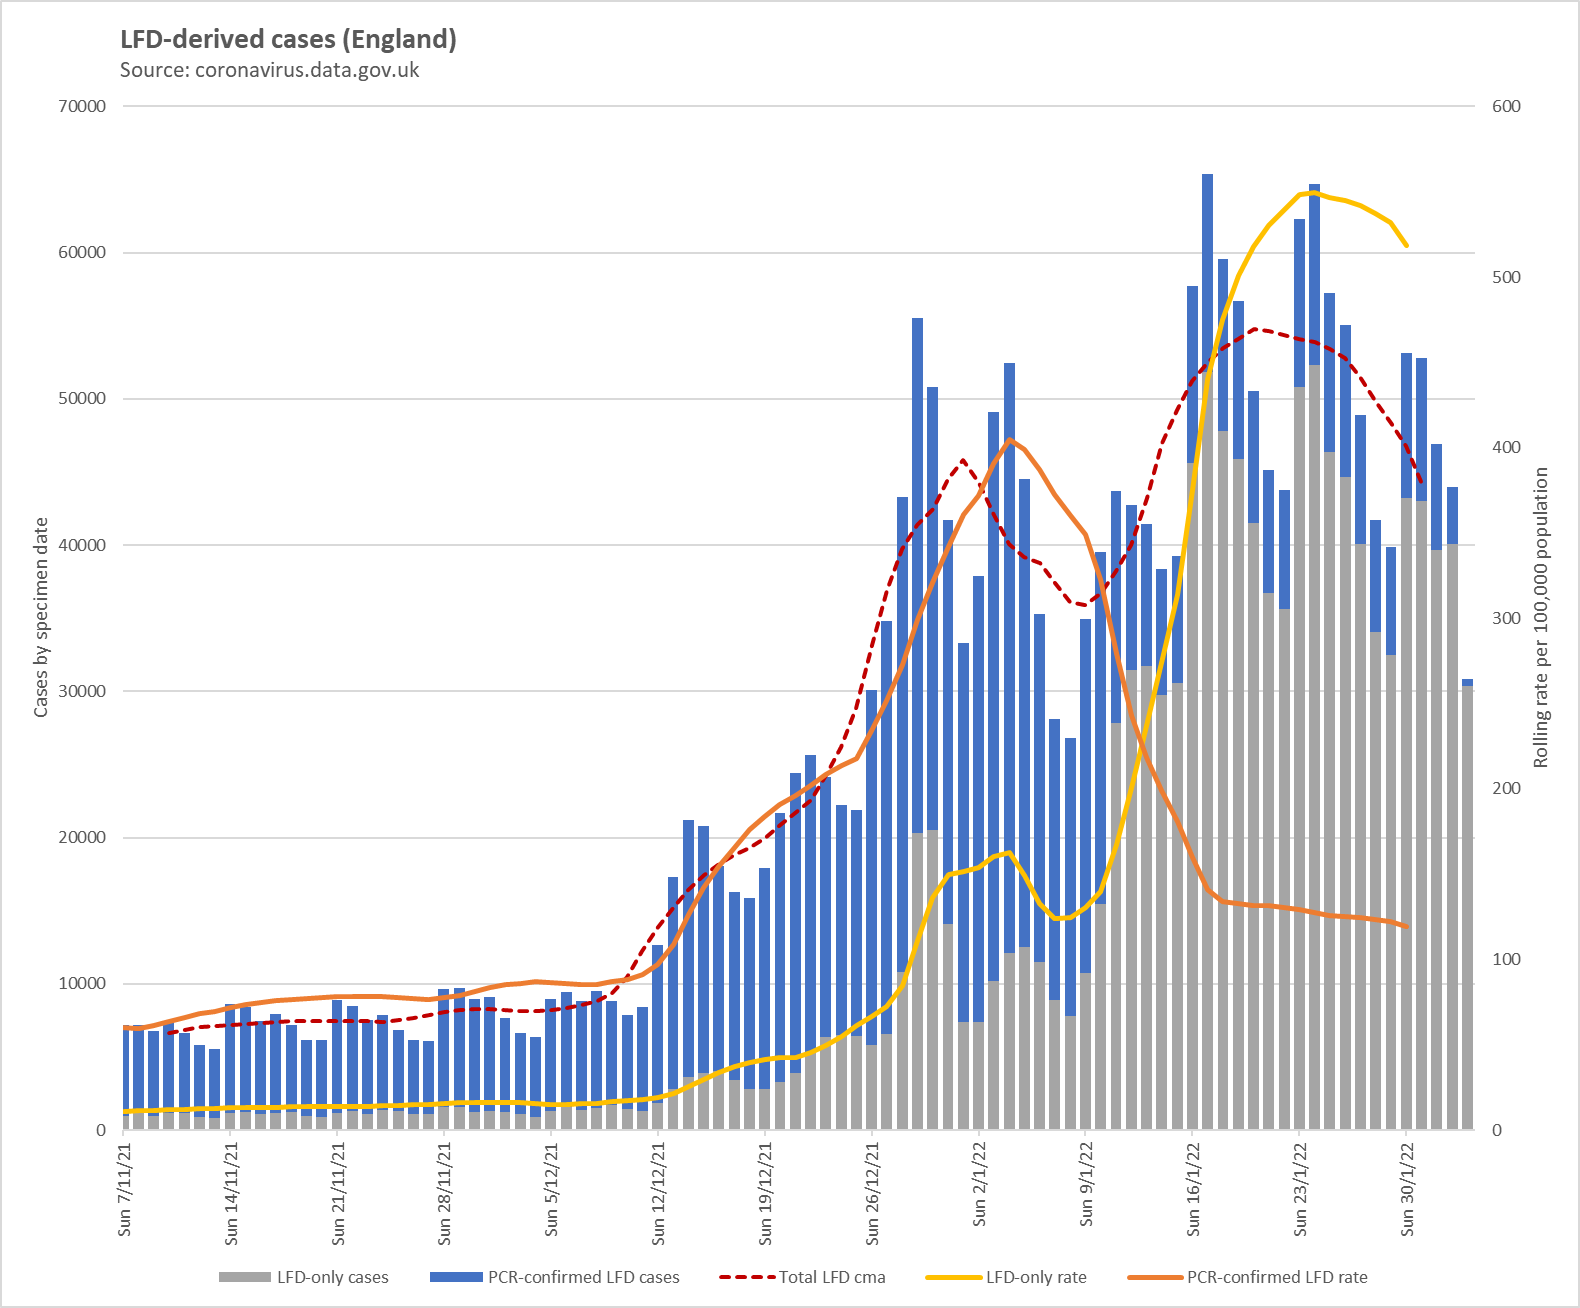 LFD-derived cases (England)
Source: coronavirus.data.gov.uk
70000
60000
50000
40000
30000
20000
10000
0
Cases by specimen date
600
500
400
300
200
100
0
Rolling rate per 100,000 population
Sun 7/11/21
Sun 14/11/21
Sun 21/11/21
Sun 28/11/21
Sun 5/12/21
Sun 12/12/21
Sun 19/12/21
Sun 26/12/21
Sun 2/1/22
Sun 9/1/22
Sun 16/1/22
Sun 23/1/22
Sun 30/1/22
LFD-only cases
PCR-confirmed LFD cases
Total LFD cma
LFD-only rate
PCR-confirmed LFD rate